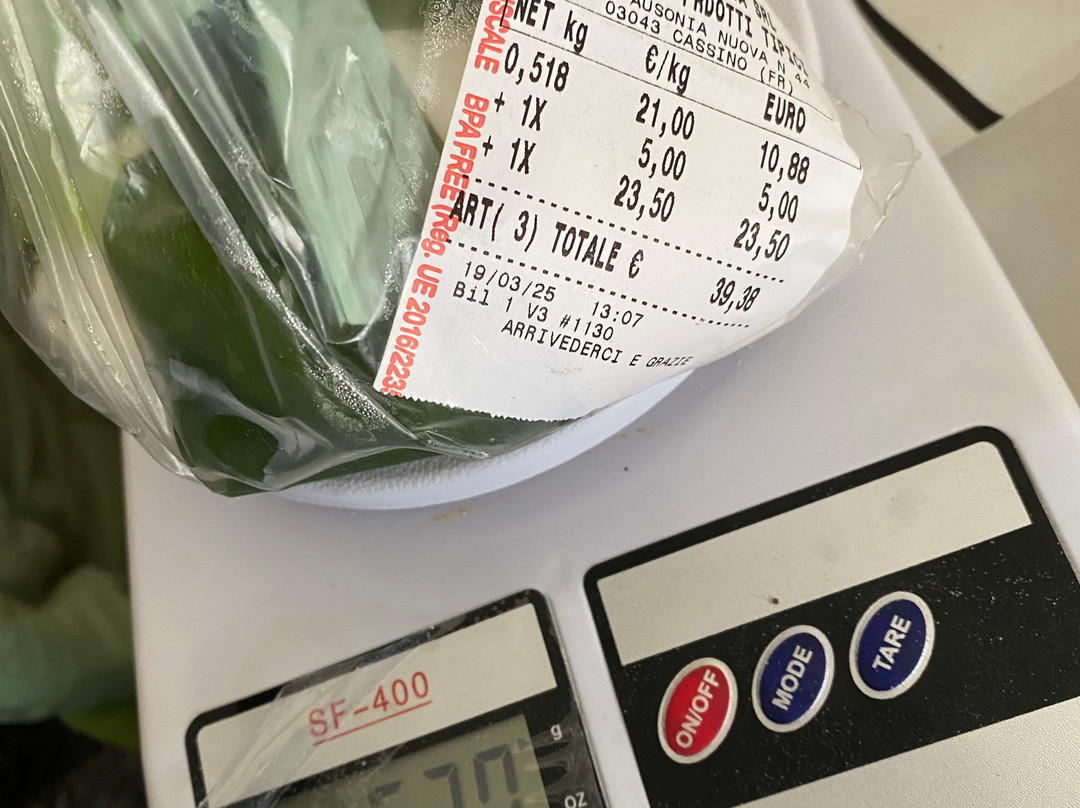 AUSONIA NUOVA N.44
03043 CASSINO (FR)
NET kg €/kg EURO
0,518 21,00 10,88
+ 1X 5,00 5,00
+ 1X 23,50 23,50
ART( 3) TOTALE € 39,38
19/03/25 13:07
Bil 1 V3 #1130
ARRIVEDERCI E GRAZIE
BPA FREE (Reg. UE 2016/223
SF-400
g
oz
ON/OFF
MODE
TARE